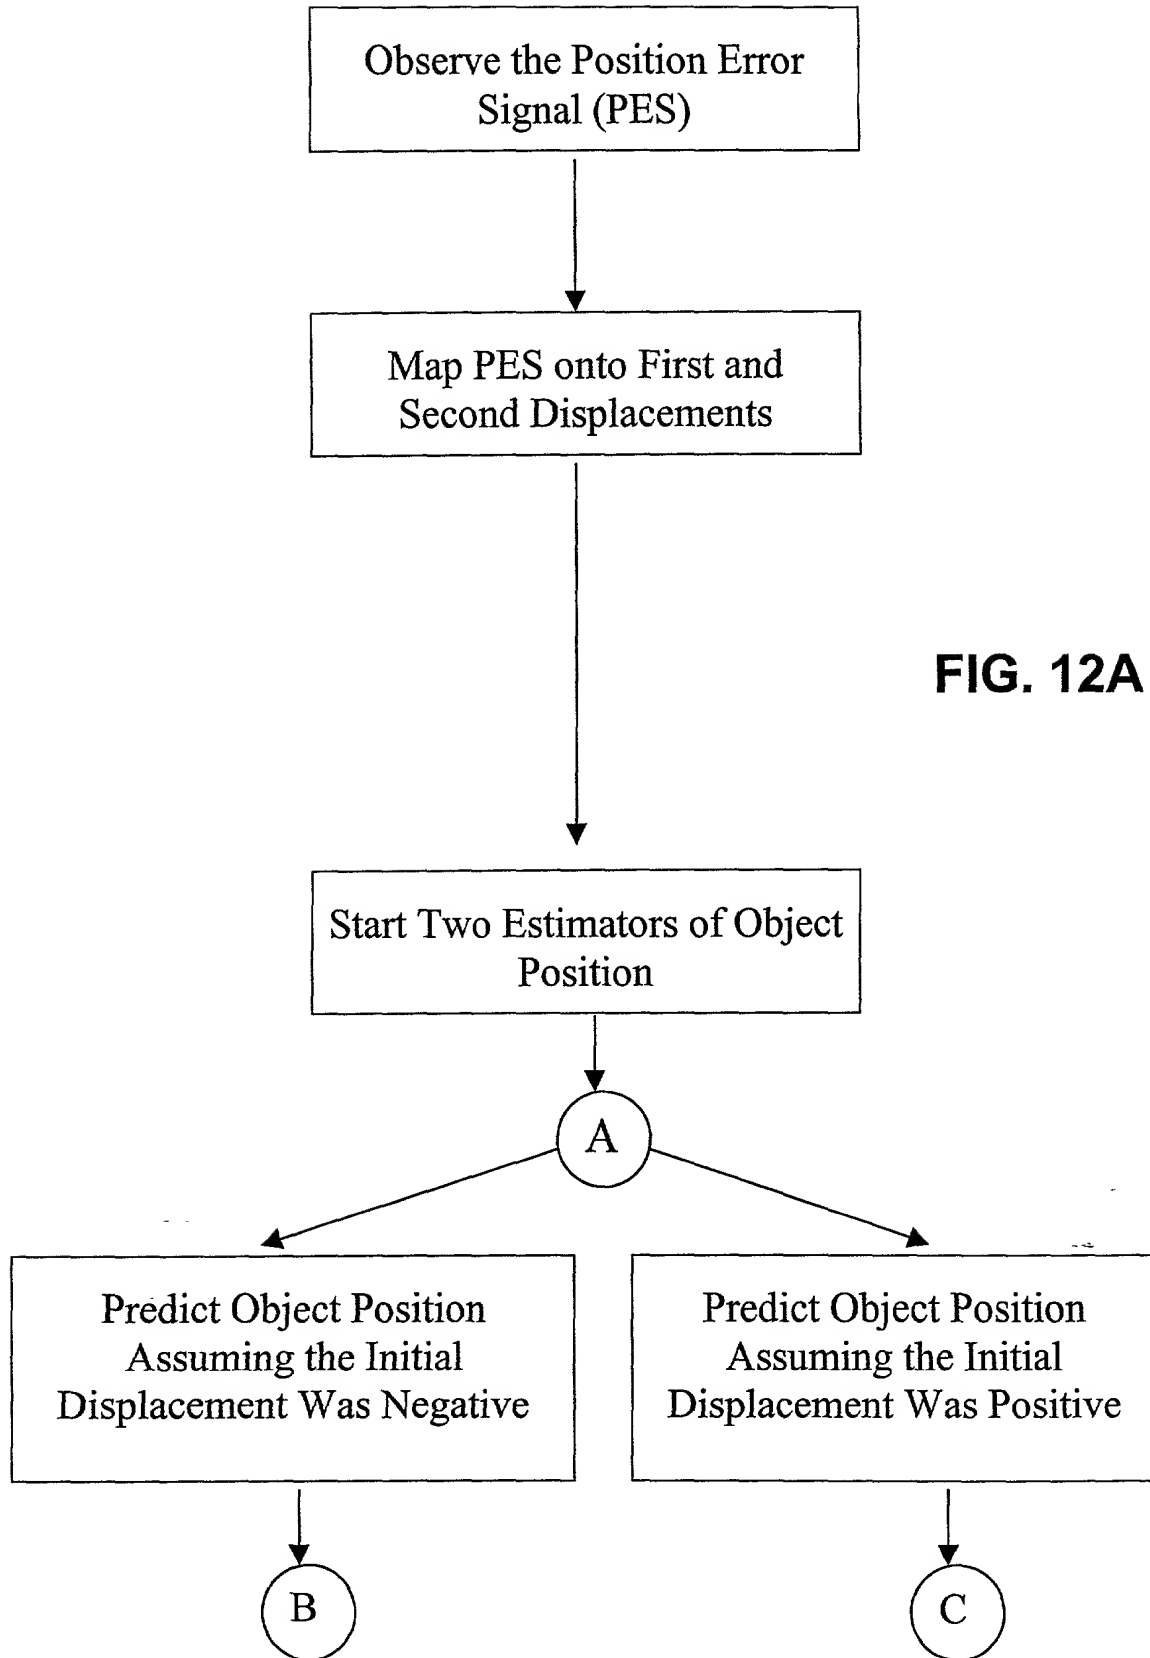 Observe the Position Error
Signal (PES)
Map PES onto First and
Second Displacements
FIG. 12A
Start Two Estimators of Object
Position
A
Predict Object Position
Assuming the Initial
Displacement Was Negative
Predict Object Position
Assuming the Initial
Displacement Was Positive
B
C